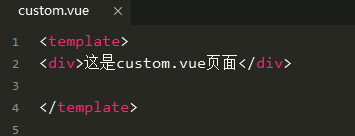 custom.vue ×
1 <template>
2 <div>这是custom.vue页面</div>
3
4 </template>
5